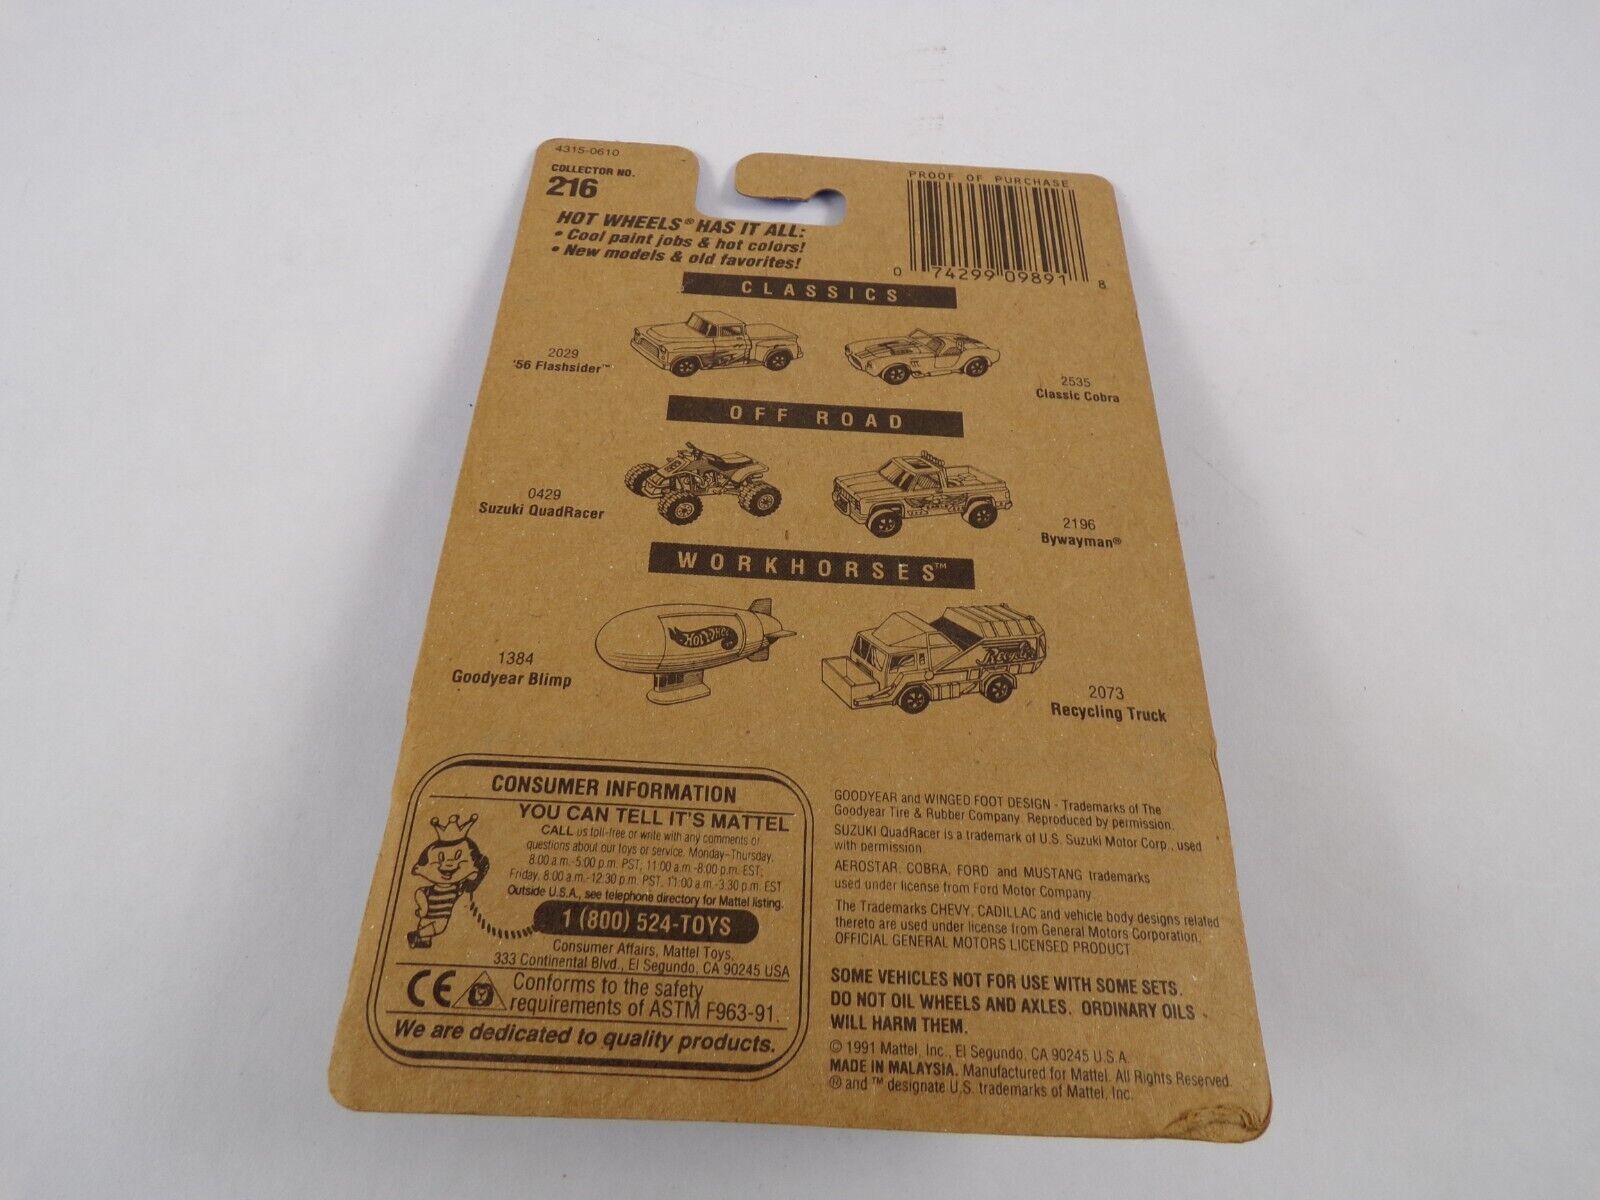 4315-0610
COLLECTOR NO.
216
HOT WHEELS® HAS IT ALL:
• Cool paint jobs & hot colors!
• New models & old favorites!
PROOF OF PURCHASE
0 74299 09891 8
CLASSICS
2029
'56 Flashsider™
2535
Classic Cobra
OFF ROAD
0429
Suzuki QuadRacer
2196
Bywayman®
WORKHORSES™
HOT WHEELS
1384
Goodyear Blimp
Recycler
2073
Recycling Truck
CONSUMER INFORMATION
YOU CAN TELL IT'S MATTEL
CALL us toll-free or write with any comments or
questions about our toys or service. Monday-Thursday,
8:00 a.m.-5:00 p.m. PST, 11:00 a.m.-8:00 p.m. EST;
Friday, 8:00 a.m.-12:30 p.m. PST, 11:00 a.m.-3:30 p.m. EST
Outside U.S.A., see telephone directory for Mattel listing.
1 (800) 524-TOYS
Consumer Affairs, Mattel Toys,
333 Continental Blvd., El Segundo, CA 90245 USA
CE Conforms to the safety
requirements of ASTM F963-91.
We are dedicated to quality products.
GOODYEAR and WINGED FOOT DESIGN - Trademarks of The
Goodyear Tire & Rubber Company. Reproduced by permission.
SUZUKI QuadRacer is a trademark of U.S. Suzuki Motor Corp., used
with permission.
AEROSTAR, COBRA, FORD and MUSTANG trademarks
used under license from Ford Motor Company.
The Trademarks CHEVY, CADILLAC and vehicle body designs related
thereto are used under license from General Motors Corporation.
OFFICIAL GENERAL MOTORS LICENSED PRODUCT.
SOME VEHICLES NOT FOR USE WITH SOME SETS.
DO NOT OIL WHEELS AND AXLES. ORDINARY OILS
WILL HARM THEM.
© 1991 Mattel, Inc., El Segundo, CA 90245 U.S.A.
MADE IN MALAYSIA. Manufactured for Mattel. All Rights Reserved.
® and ™ designate U.S. trademarks of Mattel, Inc.